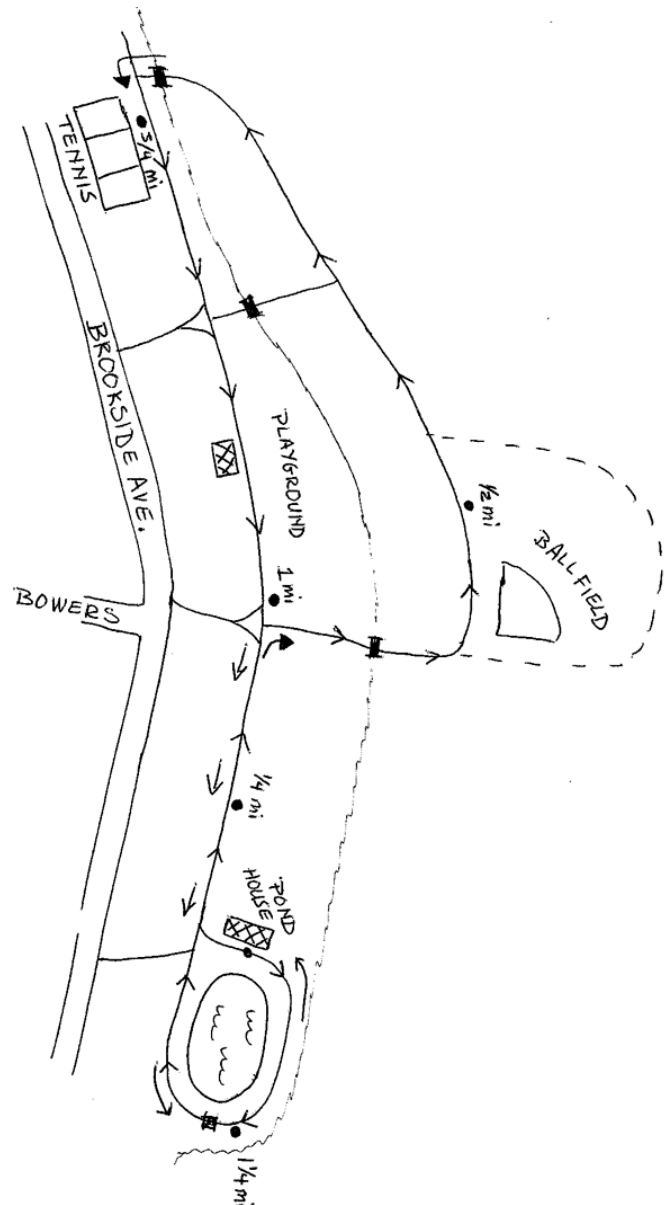 3/4 mi
TENNIS
BROOKSIDE AVE.
PLAYGROUND
1/2 mi
BALL FIELD
1 mi
BOWERS
1/4 mi
POND
HOUSE
1 1/4 mi